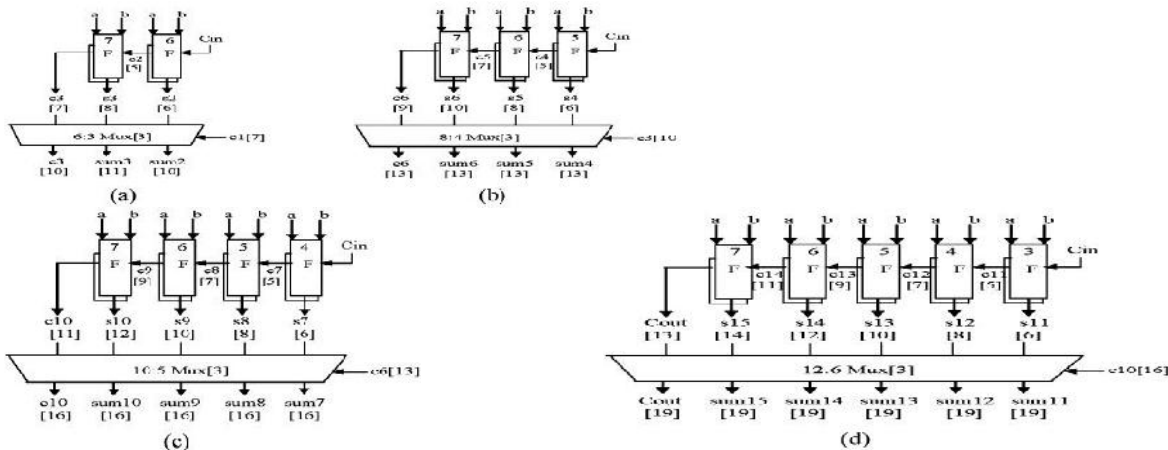 a b a b
7 6
F F
Cin
c2
[5]
c3 s3 s2
[7] [8] [6]
6:3 Mux[3]
c1[7]
c3 sum3 sum2
[10] [11] [10]
(a)
a b a b a b
7 6 5
F F F
Cin
c5 c4
[7] [5]
c6 s6 s5 s4
[9] [10] [8] [6]
8:4 Mux[3]
c3[10
c6 sum6 sum5 sum4
[13] [13] [13] [13]
(b)
a b a b a b a b
7 6 5 4
F F F F
Cin
c9 c8 c7
[9] [7] [5]
c10 s10 s9 s8 s7
[11] [12] [10] [8] [6]
10:5 Mux[3]
c6[13]
c10 sum10 sum9 sum8 sum7
[16] [16] [16] [16] [16]
(c)
a b a b a b a b a b
7 6 5 4 3
F F F F F
Cin
c14 c13 c12 c11
[11] [9] [7] [5]
Cout s15 s14 s13 s12 s11
[13] [14] [12] [10] [8] [6]
12:6 Mux[3]
c10[16]
Cout sum15 sum14 sum13 sum12 sum11
[19] [19] [19] [19] [19] [19]
(d)